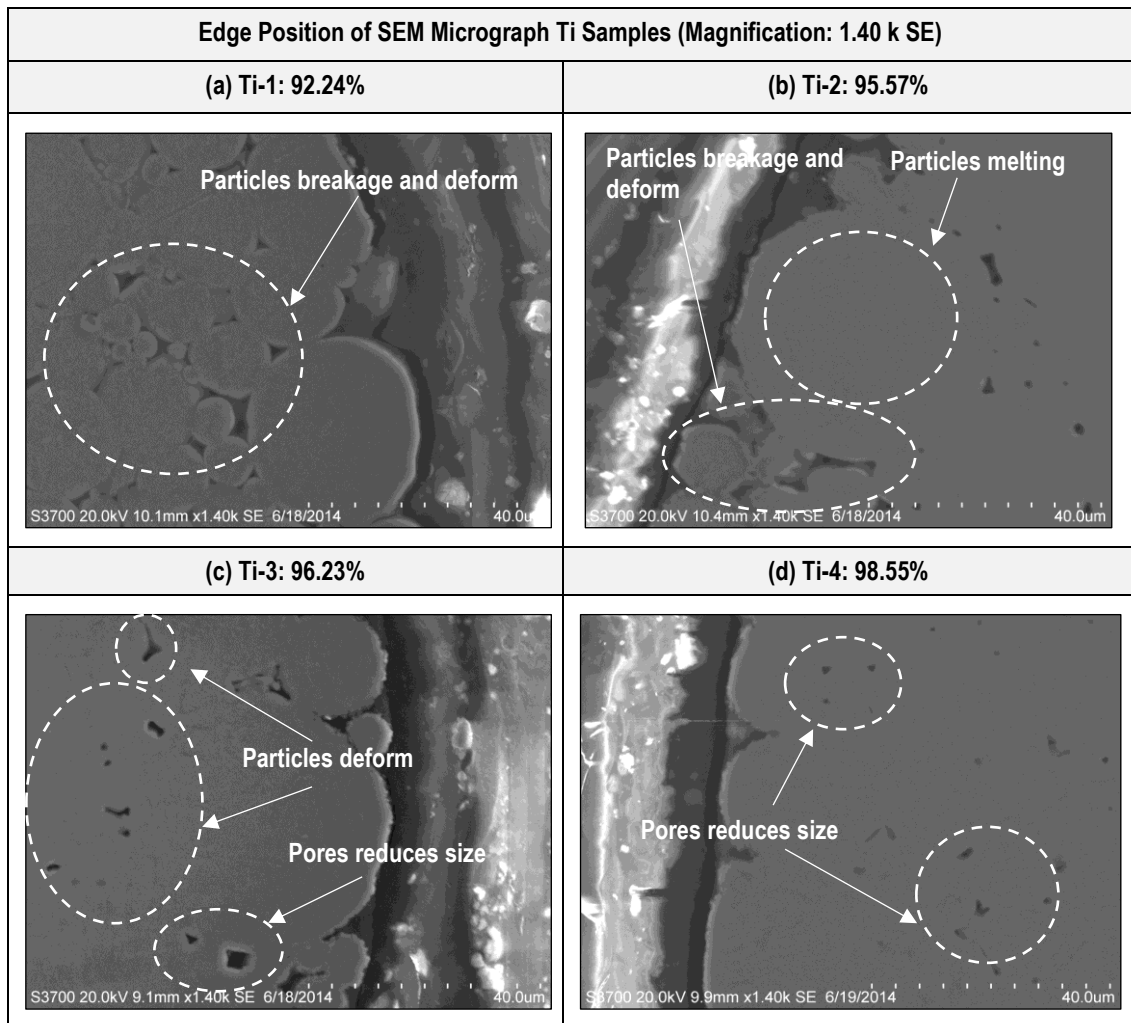 Edge Position of SEM Micrograph Ti Samples (Magnification: 1.40 k SE)
(a) Ti-1: 92.24%
(b) Ti-2: 95.57%
Particles breakage and deform
S3700 20.0kV 10.1mm x1.40k SE 6/18/2014
40.0um
Particles breakage and
deform
Particles melting
S3700 20.0kV 10.4mm x1.40k SE 6/18/2014
40.0um
(c) Ti-3: 96.23%
(d) Ti-4: 98.55%
Particles deform
Pores reduces size
S3700 20.0kV 9.1mm x1.40k SE 6/18/2014
40.0um
Pores reduces size
S3700 20.0kV 9.9mm x1.40k SE 6/19/2014
40.0um